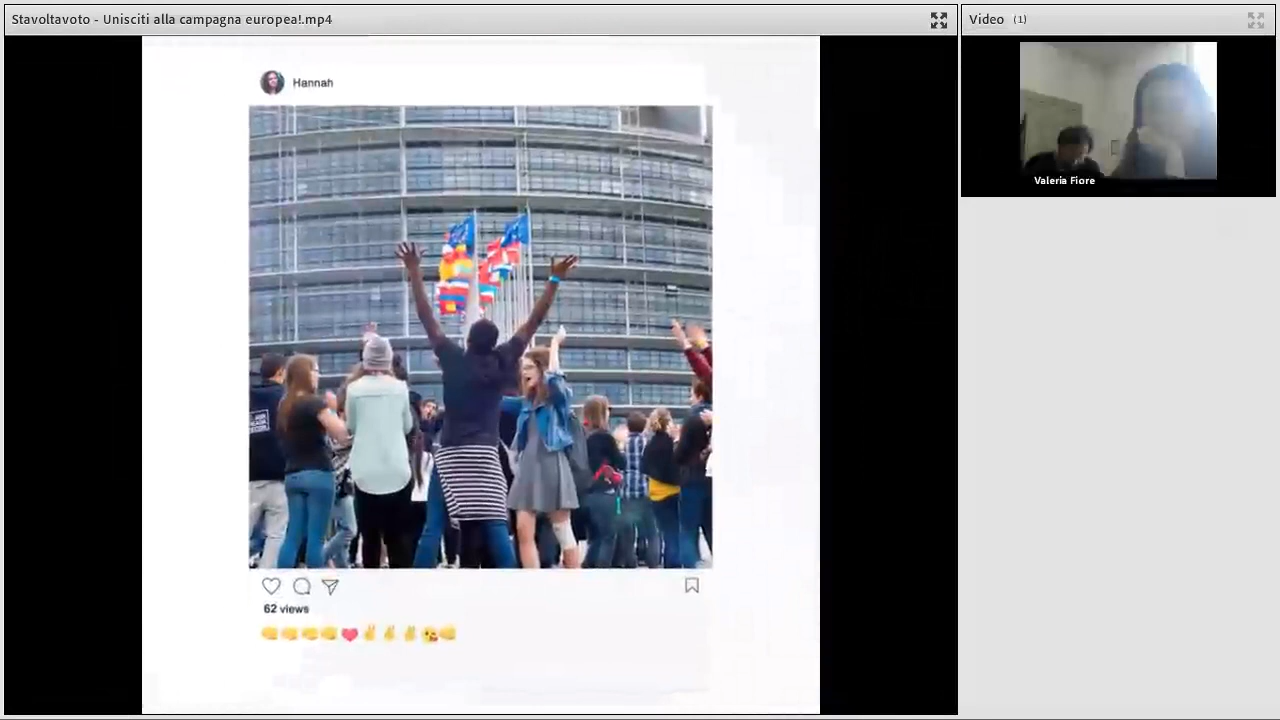 Stavoltavoto - Unisciti alla campagna europea!.mp4
Video (1)
Valeria Fiore
Hannah
62 views